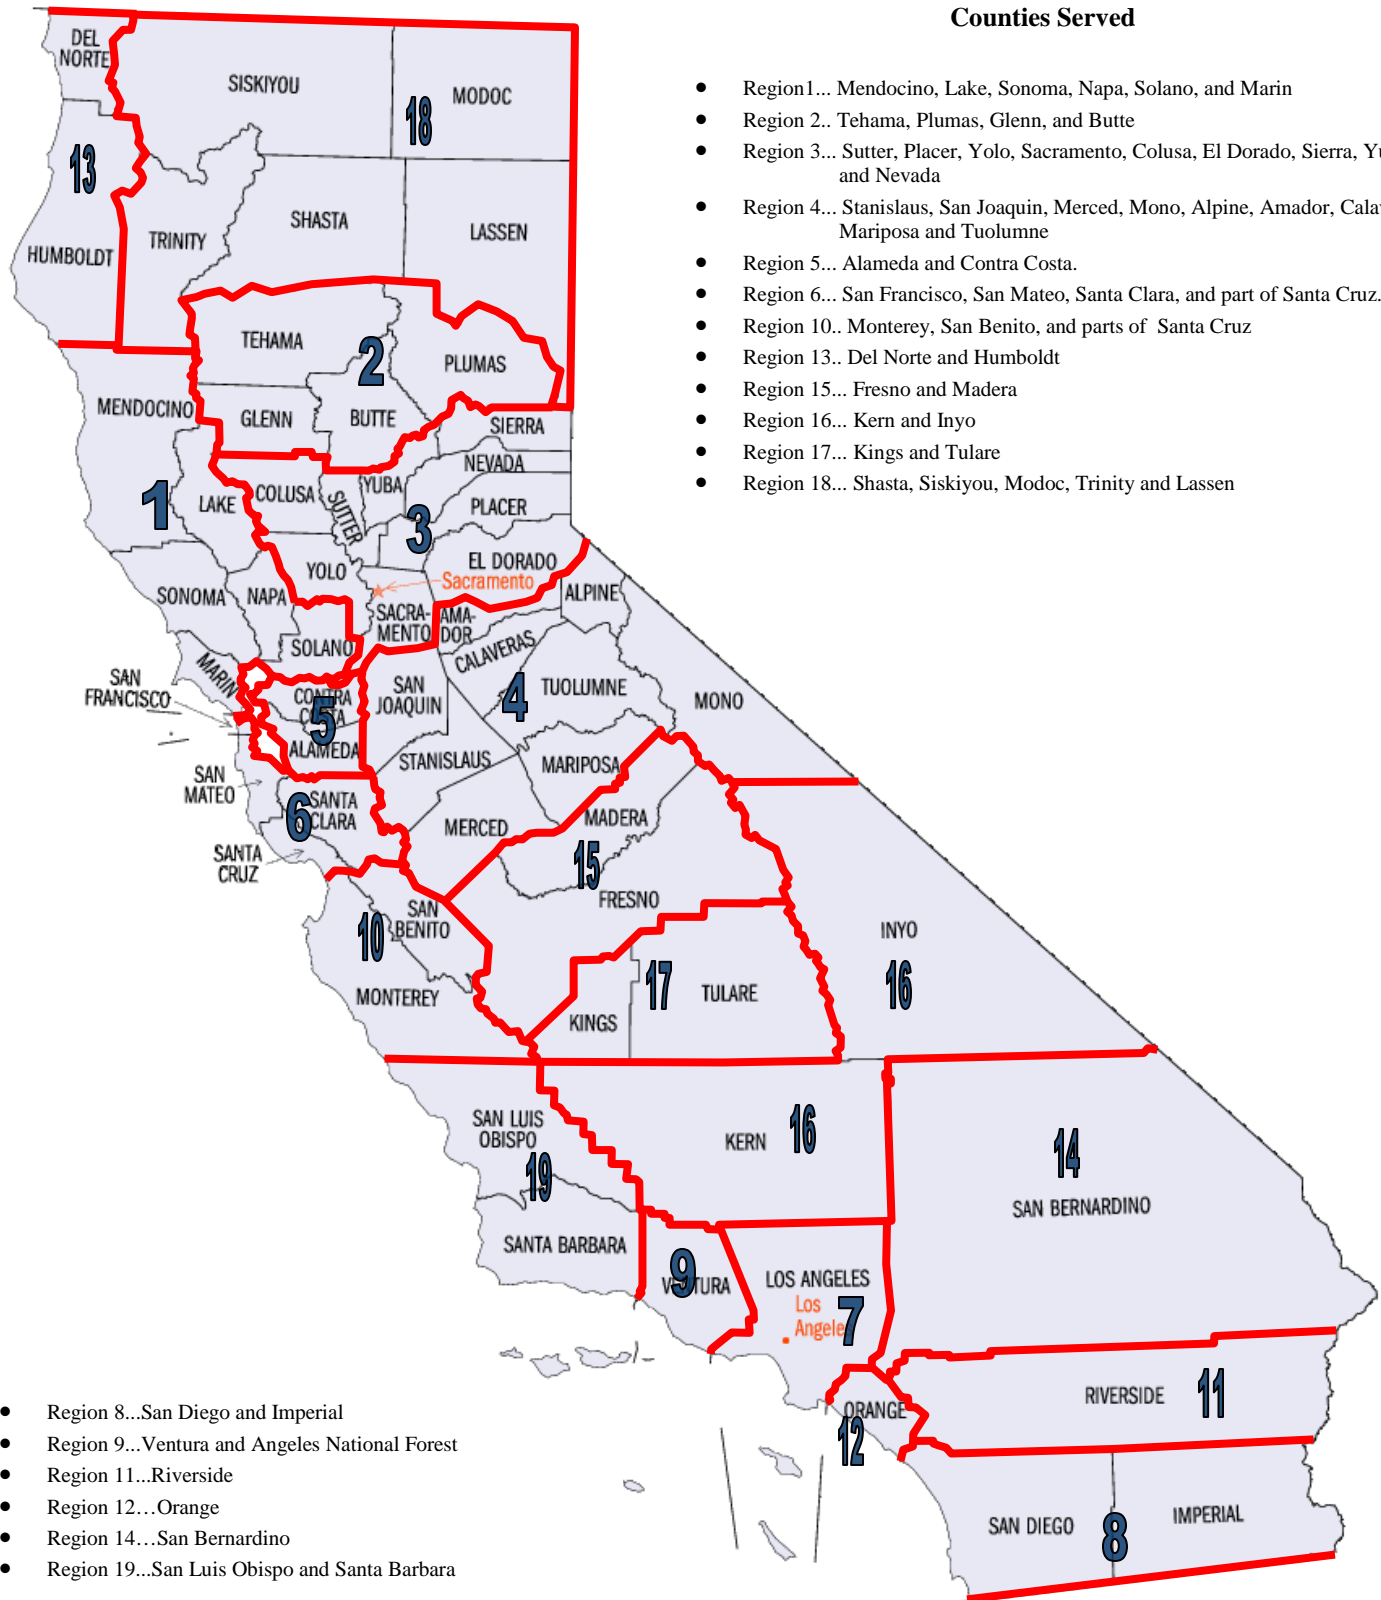 Counties Served
• Region1... Mendocino, Lake, Sonoma, Napa, Solano, and Marin
• Region 2.. Tehama, Plumas, Glenn, and Butte
• Region 3... Sutter, Placer, Yolo, Sacramento, Colusa, El Dorado, Sierra,
and Nevada
• Region 4... Stanislaus, San Joaquin, Merced, Mono, Alpine, Amador,
Mariposa and Tuolumne
• Region 5... Alameda and Contra Costa.
• Region 6... San Francisco, San Mateo, Santa Clara, and part of Santa Cruz.
• Region 10.. Monterey, San Benito, and parts of Santa Cruz
• Region 13.. Del Norte and Humboldt
• Region 15... Fresno and Madera
• Region 16... Kern and Inyo
• Region 17... Kings and Tulare
• Region 18... Shasta, Siskiyou, Modoc, Trinity and Lassen
DEL
NORTE
SISKIYOU
MODOC
18
13
SHASTA
LASSEN
TRINITY
HUMBOLDT
TEHAMA
2
PLUMAS
MENDOCINO
GLENN
BUTTE
SIERRA
NEVADA
YUBA
COLUSA
SUTTER
LAKE
1
PLACER
3
EL DORADO
YOLO
Sacramento
SONOMA
NAPA
ALPINE
SACRA-
MENTO
AMA-
DOR
SOLANO
CALAVERAS
MARIN
SAN
FRANCISCO
CONTRA
COSTA
5
SAN
JOAQUIN
4
TUOLUMNE
MONO
ALAMEDA
STANISLAUS
MARIPOSA
SAN
MATEO
6
SANTA
CLARA
MERCED
MADERA
SANTA
CRUZ
15
FRESNO
SAN
BENITO
10
INYO
16
MONTEREY
17
TULARE
KINGS
SAN LUIS
OBISPO
KERN
16
14
19
SAN BERNARDINO
SANTA BARBARA
9
VENTURA
LOS ANGELES
Los
Angeles
7
RIVERSIDE
11
ORANGE
12
SAN DIEGO
8
IMPERIAL
• Region 8...San Diego and Imperial
• Region 9...Ventura and Angeles National Forest
• Region 11...Riverside
• Region 12…Orange
• Region 14…San Bernardino
• Region 19...San Luis Obispo and Santa Barbara